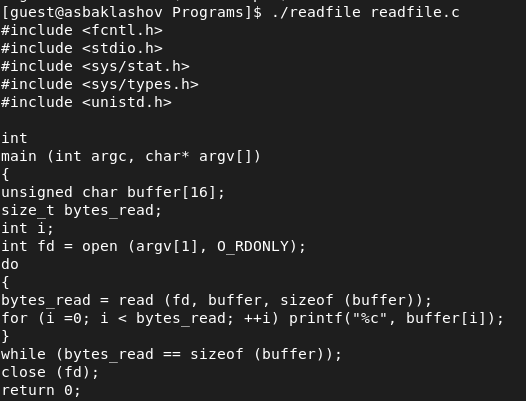 [guest@asbaklashov Programs]$ ./readfile readfile.c
#include <fcntl.h>
#include <stdio.h>
#include <sys/stat.h>
#include <sys/types.h>
#include <unistd.h>
int
main (int argc, char* argv[])
{
unsigned char buffer[16];
size_t bytes_read;
int i;
int fd = open (argv[1], O_RDONLY);
do
{
bytes_read = read (fd, buffer, sizeof (buffer));
for (i =0; i < bytes_read; ++i) printf("%c", buffer[i]);
}
while (bytes_read == sizeof (buffer));
close (fd);
return 0;